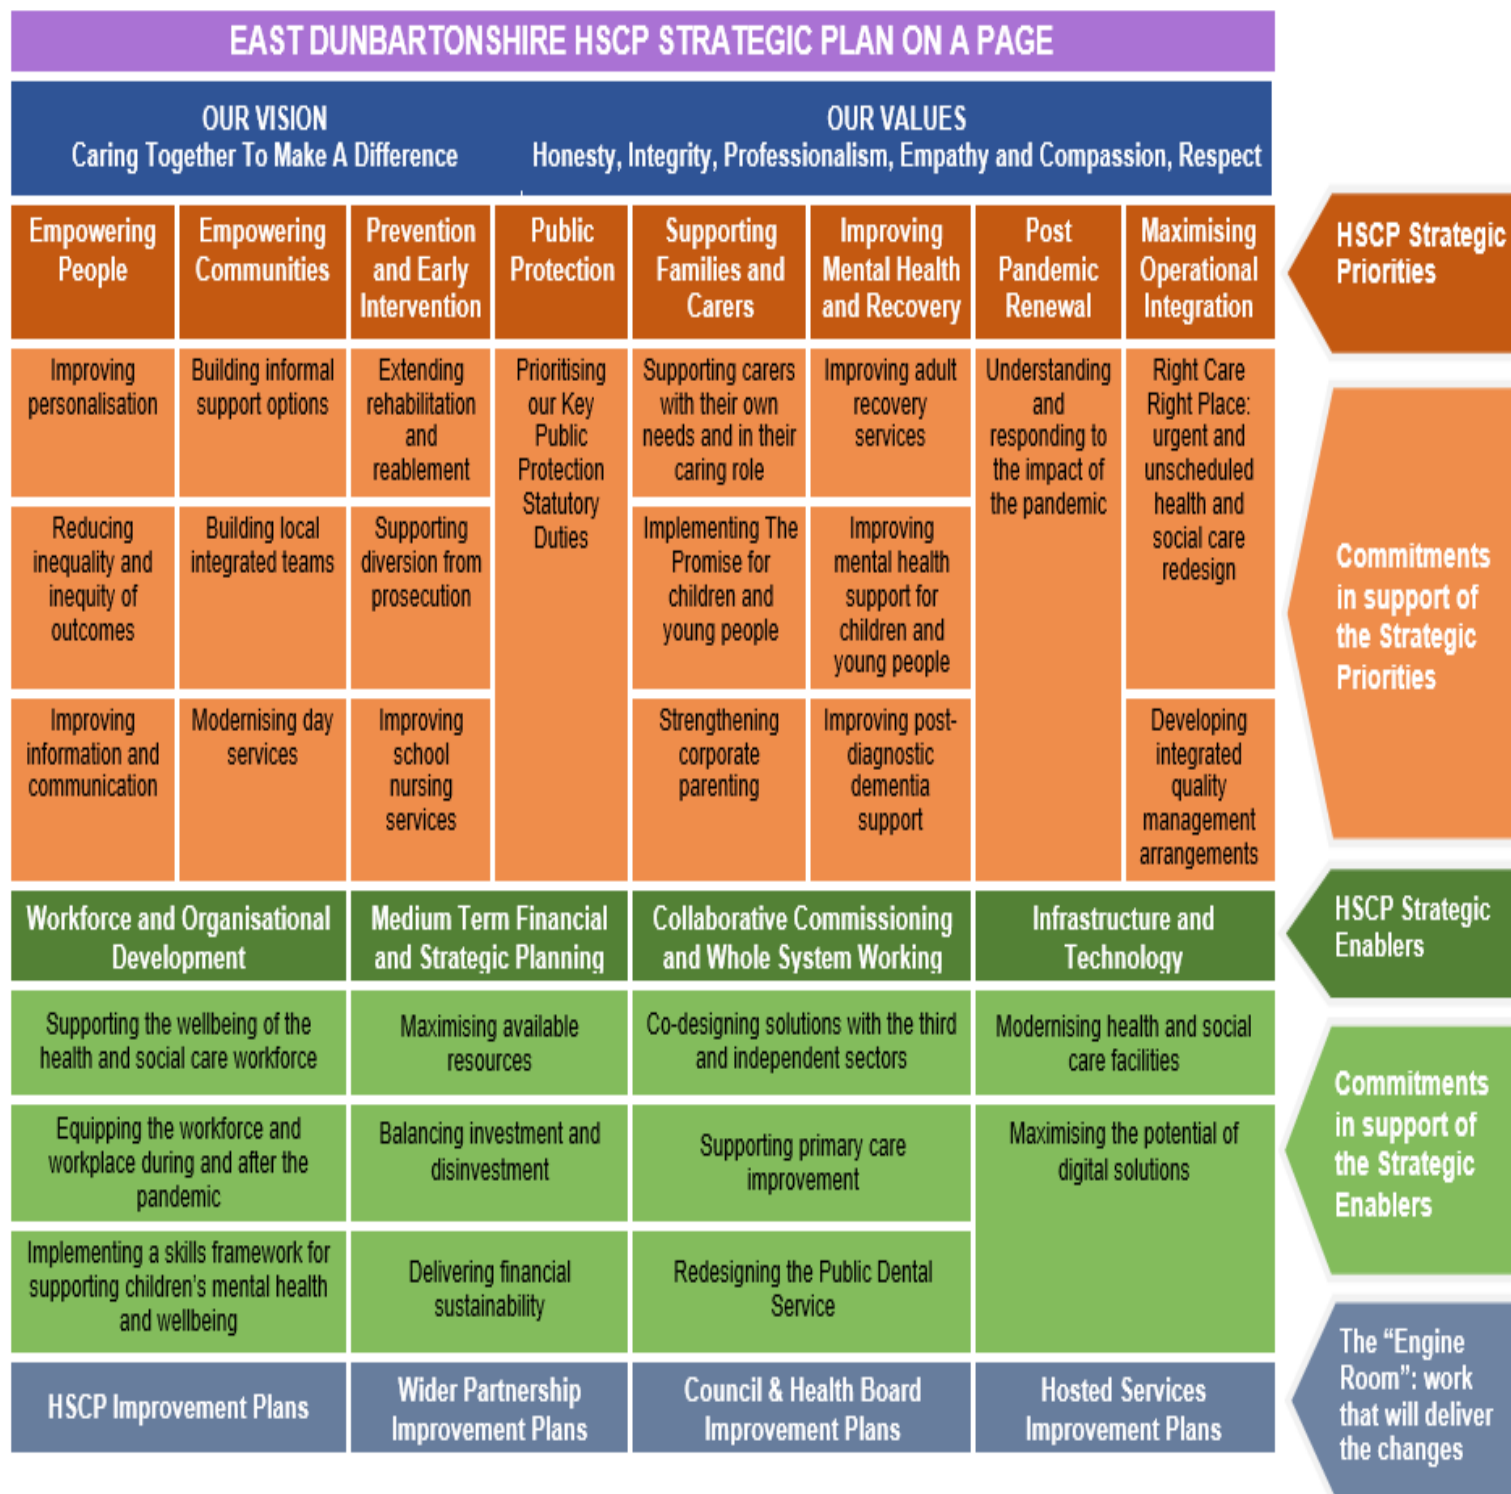 EAST DUNBARTONSHIRE HSCP STRATEGIC PLAN ON A PAGE
OUR VISION
Caring Together To Make A Difference
OUR VALUES
Honesty, Integrity, Professionalism, Empathy and Compassion, Respect
Empowering
People
Empowering
Communities
Prevention
and Early
Intervention
Public
Protection
Supporting
Families and
Carers
Improving
Mental Health
and Recovery
Post
Pandemic
Renewal
Maximising
Operational
Integration
HSCP Strategic
Priorities
Improving
personalisation
Building informal
support options
Extending
rehabilitation
and
reablement
Prioritising
our Key
Public
Protection
Statutory
Duties
Supporting carers
with their own
needs and in their
caring role
Improving adult
recovery
services
Understanding
and
responding to
the impact of
the pandemic
Right Care
Right Place:
urgent and
unscheduled
health and
social care
redesign
Reducing
inequality and
inequity of
outcomes
Building local
integrated teams
Supporting
diversion from
prosecution
Implementing The
Promise for
children and
young people
Improving
mental health
support for
children and
young people
Commitments
in support of
the Strategic
Priorities
Improving
information and
communication
Modernising day
services
Improving
school
nursing
services
Strengthening
corporate
parenting
Improving post-
diagnostic
dementia
support
Developing
integrated
quality
management
arrangements
Workforce and Organisational
Development
Medium Term Financial
and Strategic Planning
Collaborative Commissioning
and Whole System Working
Infrastructure and
Technology
HSCP Strategic
Enablers
Supporting the wellbeing of the
health and social care workforce
Maximising available
resources
Co-designing solutions with the third
and independent sectors
Modernising health and social
care facilities
Equipping the workforce and
workplace during and after the
pandemic
Balancing investment and
disinvestment
Supporting primary care
improvement
Maximising the potential of
digital solutions
Commitments
in support of
the Strategic
Enablers
Implementing a skills framework for
supporting children’s mental health
and wellbeing
Delivering financial
sustainability
Redesigning the Public Dental
Service
HSCP Improvement Plans
Wider Partnership
Improvement Plans
Council & Health Board
Improvement Plans
Hosted Services
Improvement Plans
The “Engine
Room”: work
that will deliver
the changes